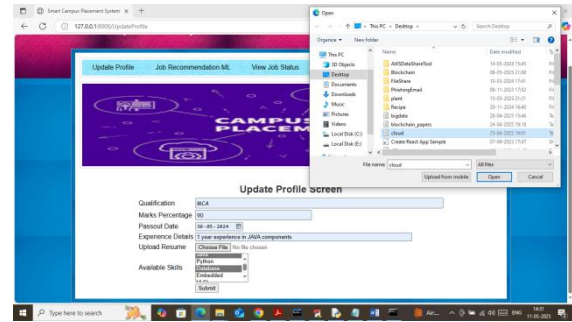 Smart Campus Placement System
127.0.0.1:8000/UpdateProfile
Open
This PC > Desktop
Search Desktop
Organize
New folder
This PC
3D Objects
Desktop
Documents
Downloads
Music
Pictures
Videos
Local Disk (C:)
Local Disk (E:)
Name
Date modified
AWSDataShareTool
Blockchain
FileShare
PhishingEmail
plant
Recipe
bigdata
blockchain_papers
cloud
Create React App Sample
File name: cloud
All files
Upload from mobile
Open
Cancel
Update Profile
Job Recommendation ML
View Job Status
CAMPUS
PLACEM
Update Profile Screen
Qualification MCA
Marks Percentage
Passout Date
Experience Details 1 year experience in JAVA components
Upload Resume Choose File No file chosen
Available Skills
Python
Database
Embedded
Submit
Type here to search
ENG
11-05-2025